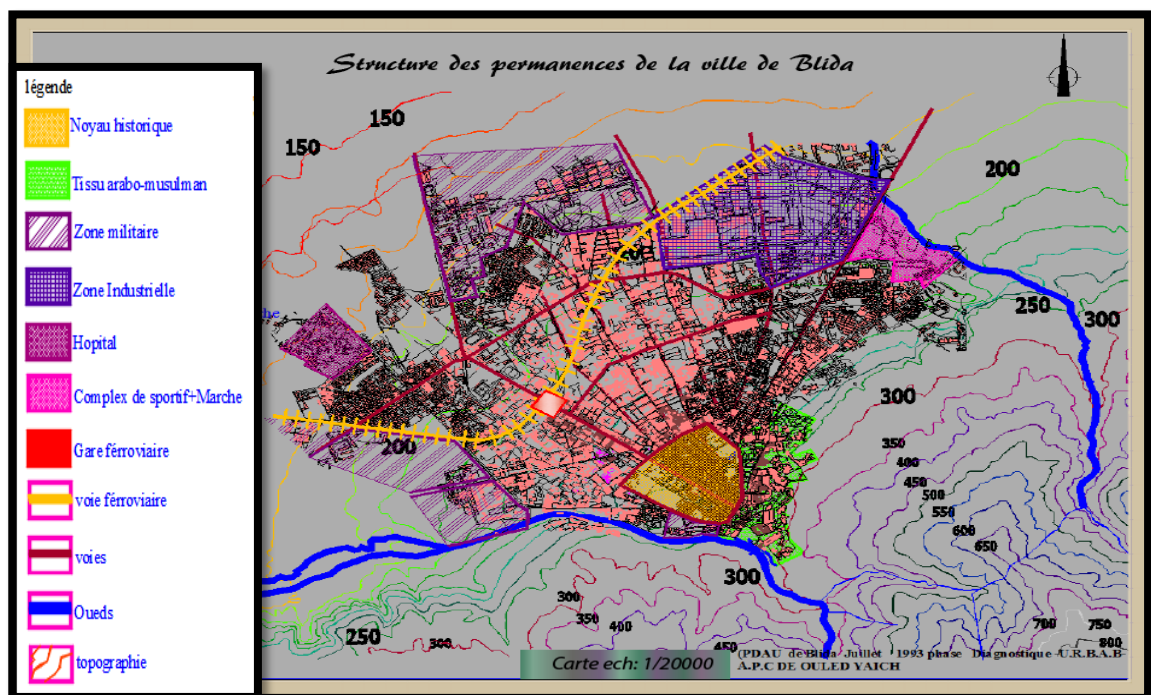 Structure des permanences de la ville de Blida
légende
Noyau historique
Tissu arabo-musulman
Zone militaire
Zone Industrielle
Hopital
Complex de sportif+Marche
Gare férroviaire
voie férroviaire
voies
Oueds
topographie
150
150
200
200
250
300
300
350
400
450
500
550
600
650
200
300
250
300
300
350
400
450
700
750
800
Carte ech: 1/20000
(PDAU de Blida Juillet 1993 phase Diagnostique U.R.B.A.B
A.P.C DE OULED YAICH